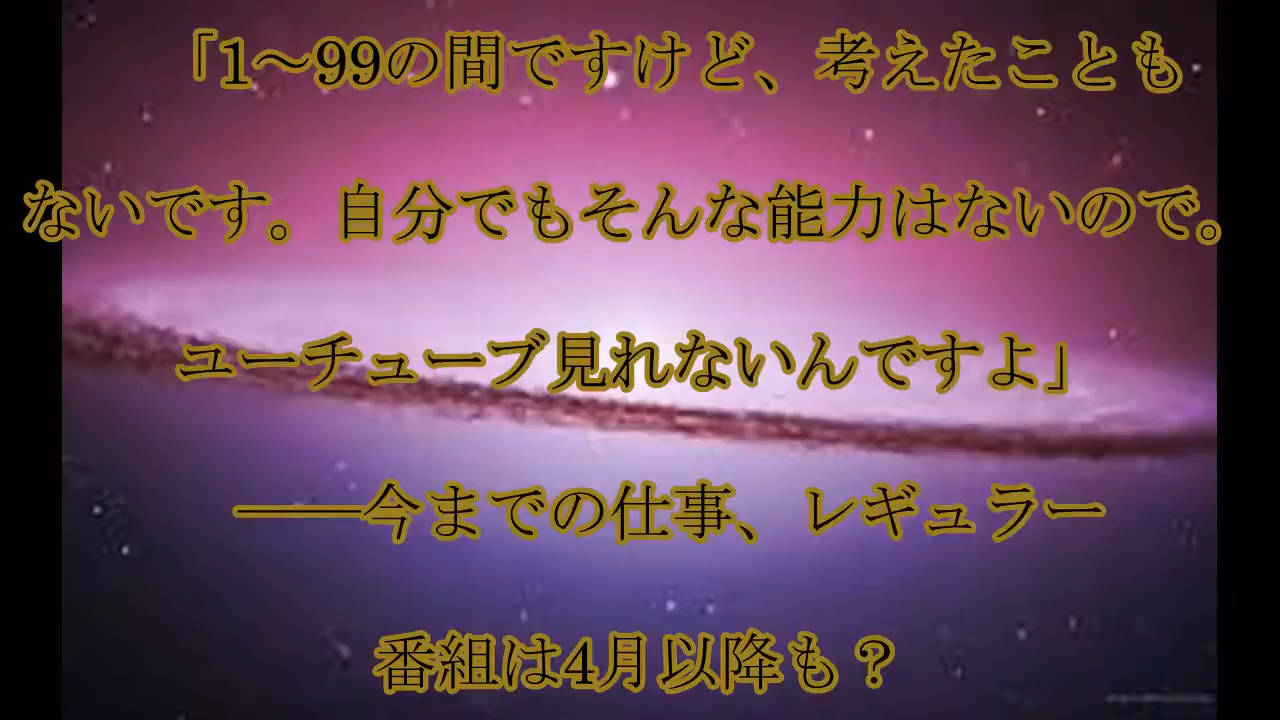 「1～99の間ですけど、考えたことも
ないです。自分でもそんな能力はないので。
ユーチューブ見れないんですよ」
――今までの仕事、レギュラー
番組は4月以降も？